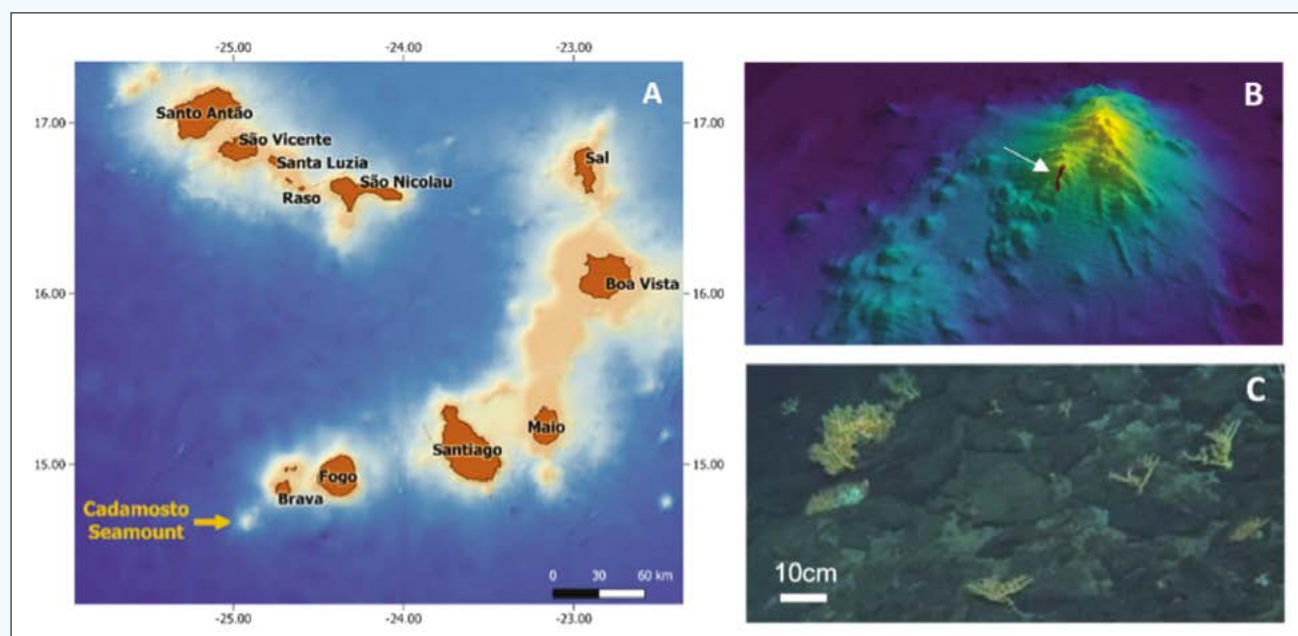 -25.00 -24.00 -23.00
A
Santo Antão
17.00 17.00
São Vicente
Santa Luzia
Sal
São Nicolau
Raso
16.00 16.00
Boa Vista
Maio
Santiago
15.00 15.00
Fogo
Brava
Cadamosto
Seamount
0 30 60 km
-25.00 -24.00 -23.00
B
C
10cm